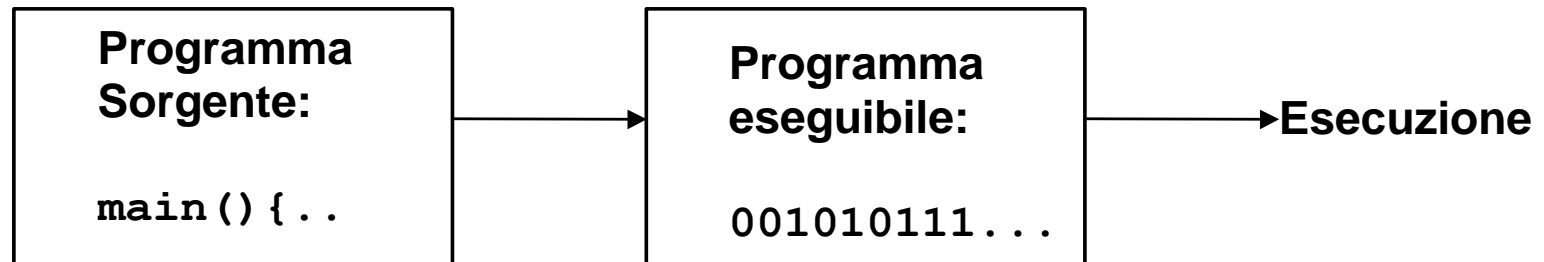 Programma
Sorgente:
main(){..
Programma
eseguibile:
001010111...
Esecuzione